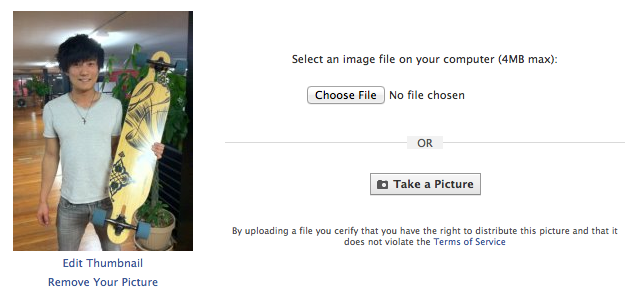 Select an image file on your computer (4MB max):
Choose File No file chosen
OR
Take a Picture
By uploading a file you cerify that you have the right to distribute this picture and that it
does not violate the Terms of Service
Edit Thumbnail
Remove Your Picture